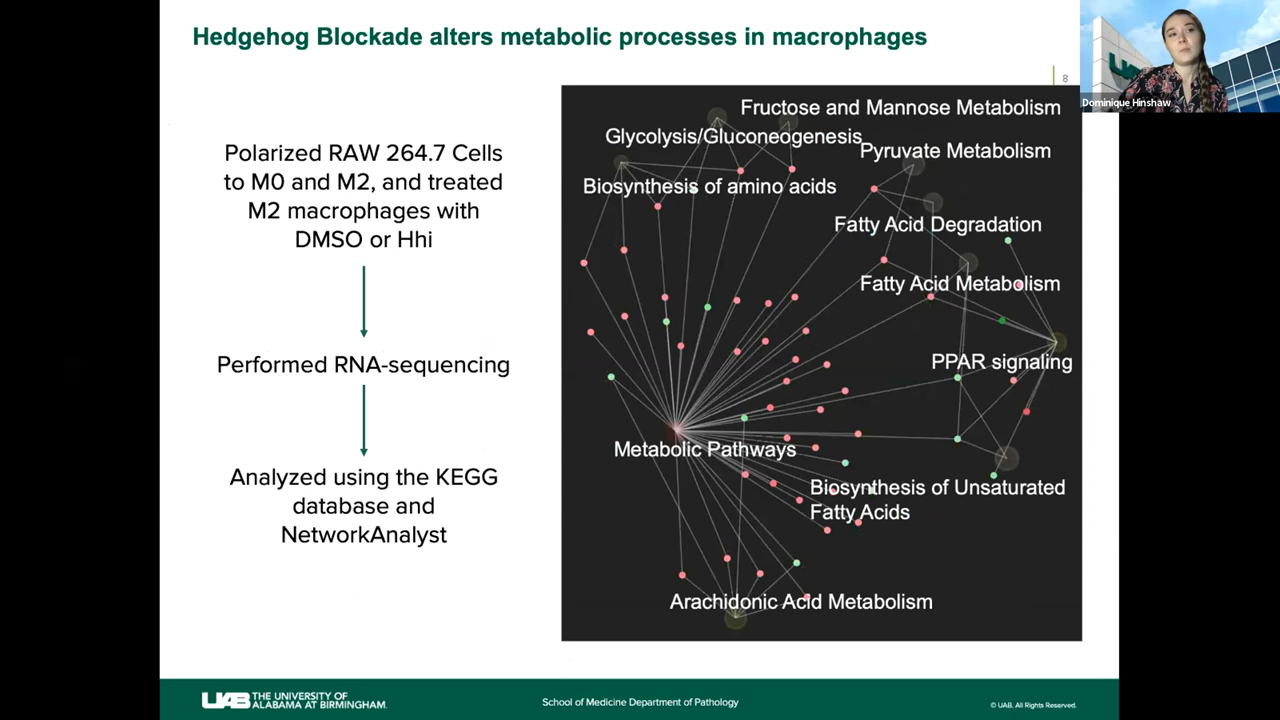 Hedgehog Blockade alters metabolic processes in macrophages
8
Dominique Hinshaw
Polarized RAW 264.7 Cells
to M0 and M2, and treated
M2 macrophages with
DMSO or Hhi
Performed RNA-sequencing
Analyzed using the KEGG
database and
NetworkAnalyst
Fructose and Mannose Metabolism
Glycolysis/Gluconeogenesis
Pyruvate Metabolism
Biosynthesis of amino acids
Fatty Acid Degradation
Fatty Acid Metabolism
PPAR signaling
Metabolic Pathways
Biosynthesis of Unsaturated
Fatty Acids
Arachidonic Acid Metabolism
UAB THE UNIVERSITY OF
ALABAMA AT BIRMINGHAM.
School of Medicine Department of Pathology
© UAB. All Rights Reserved.